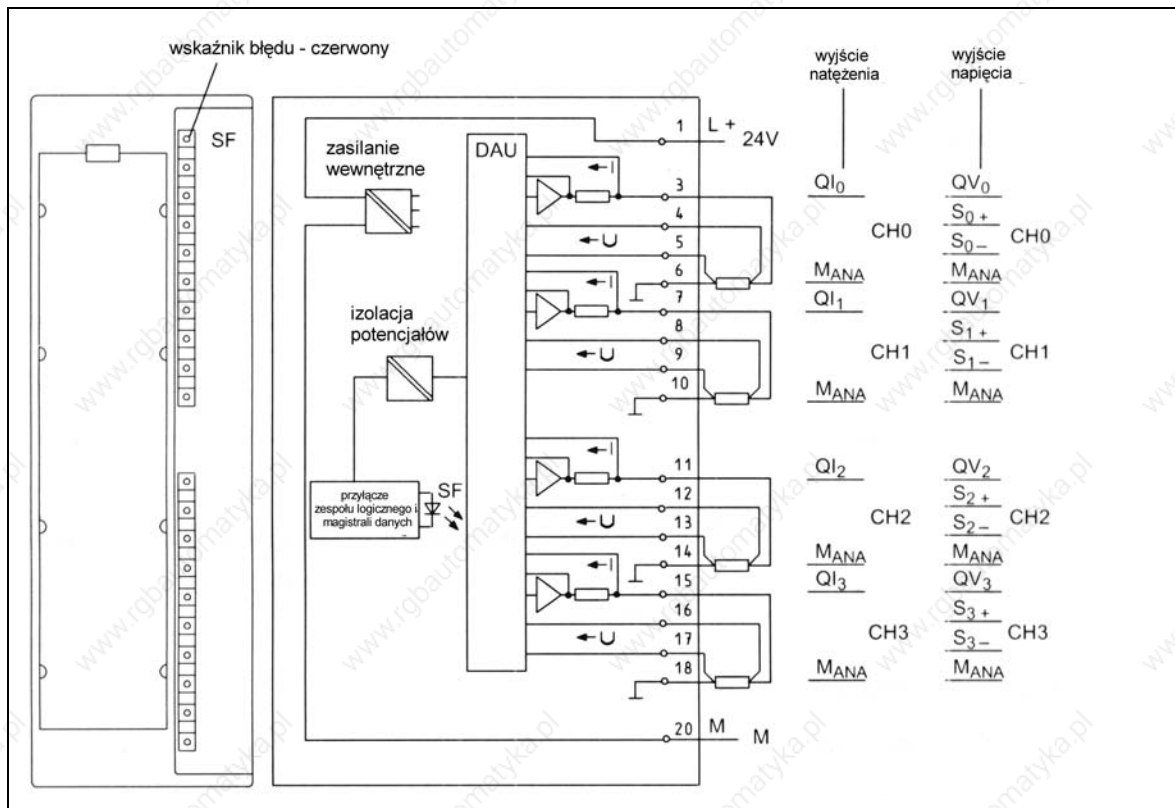 wskaźnik błędu - czerwony
SF
zasilanie
wewnętrzne
izolacja
potencjałów
przyłącze
zespołu logicznego i
magistrali danych
SF
DAU
1 L +
24V
I
3
4
U
5
6
I
7
8
U
9
10
I
11
12
U
13
14
I
15
16
U
17
18
20 M
M
wyjście
natężenia
QI0
CH0
MANA
QI1
CH1
MANA
QI2
CH2
MANA
QI3
CH3
MANA
wyjście
napięcia
QV0
S0 +
S0 – CH0
MANA
QV1
S1 +
S1 – CH1
MANA
QV2
S2 +
S2 – CH2
MANA
QV3
S3 +
S3 – CH3
MANA
www.rgbautomatyka.pl